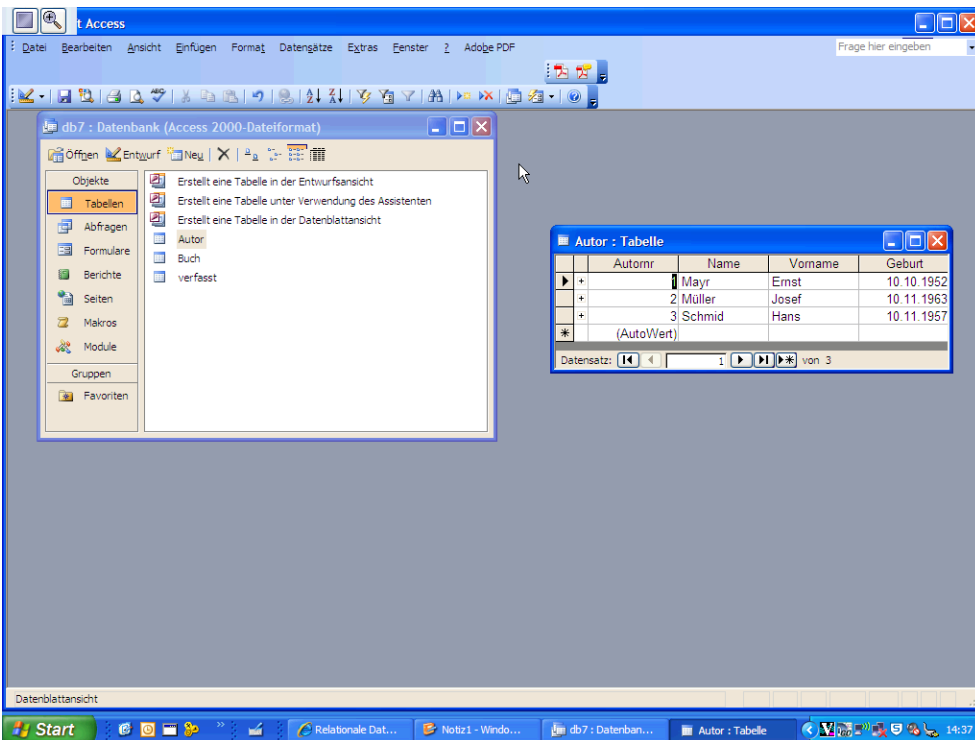 t Access
Datei Bearbeiten Ansicht Einfügen Format Datensätze Extras Fenster ? Adobe PDF
Frage hier eingeben
db7 : Datenbank (Access 2000-Dateiformat)
Öffnen Entwurf Neu
Objekte
Tabellen
Abfragen
Formulare
Berichte
Seiten
Makros
Module
Gruppen
Favoriten
Erstellt eine Tabelle in der Entwurfsansicht
Erstellt eine Tabelle unter Verwendung des Assistenten
Erstellt eine Tabelle in der Datenblattansicht
Autor
Buch
verfasst
Autor : Tabelle
Autornr Name Vorname Geburt
1 Mayr Ernst 10.10.1952
2 Müller Josef 10.11.1963
3 Schmid Hans 10.11.1957
(AutoWert)
Datensatz: 1 von 3
Datenblattansicht
Start Relationale Dat... Notiz1 - Windo... db7 : Datenban... Autor : Tabelle 14:37